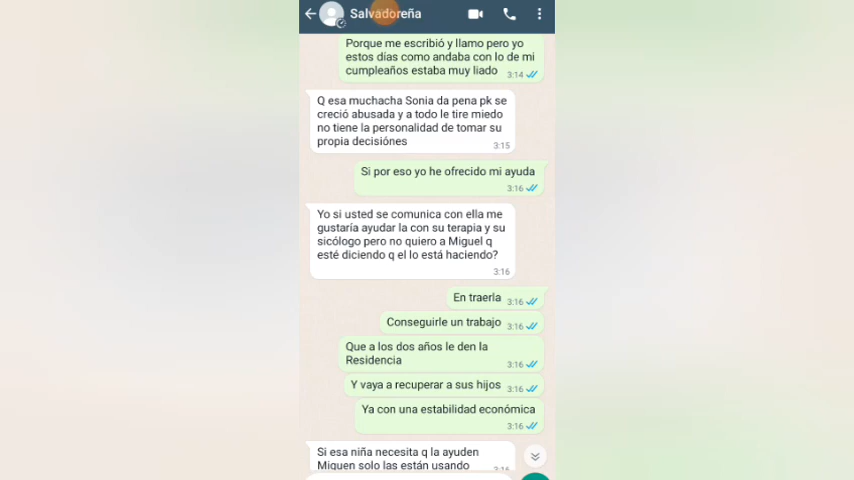 Salvadoreña
Porque me escribió y llamo pero yo
estos días como andaba con lo de mi
cumpleaños estaba muy liado
3:14
Q esa muchacha Sonia da pena pk se
creció abusada y a todo le tire miedo
no tiene la personalidad de tomar su
propia decisiónes
3:15
Si por eso yo he ofrecido mi ayuda
3:16
Yo si usted se comunica con ella me
gustaría ayudar la con su terapia y su
sicólogo pero no quiero a Miguel q
esté diciendo q el lo está haciendo?
3:16
En traerla 3:16
Conseguirle un trabajo 3:16
Que a los dos años le den la
Residencia 3:16
Y vaya a recuperar a sus hijos 3:16
Ya con una estabilidad económica
3:16
Si esa niña necesita q la ayuden
Miguen solo las están usando 3:16